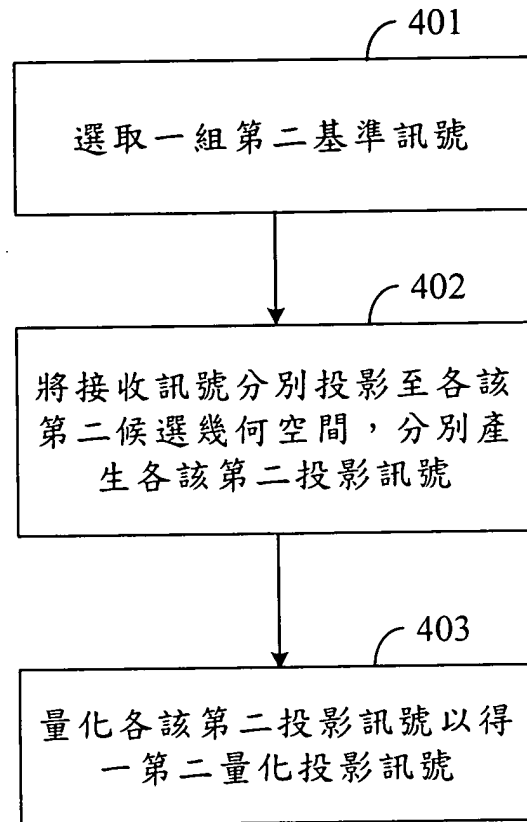 401
選取一組第二基準訊號
402
將接收訊號分別投影至各該
第二候選幾何空間，分別產
生各該第二投影訊號
403
量化各該第二投影訊號以得
一第二量化投影訊號